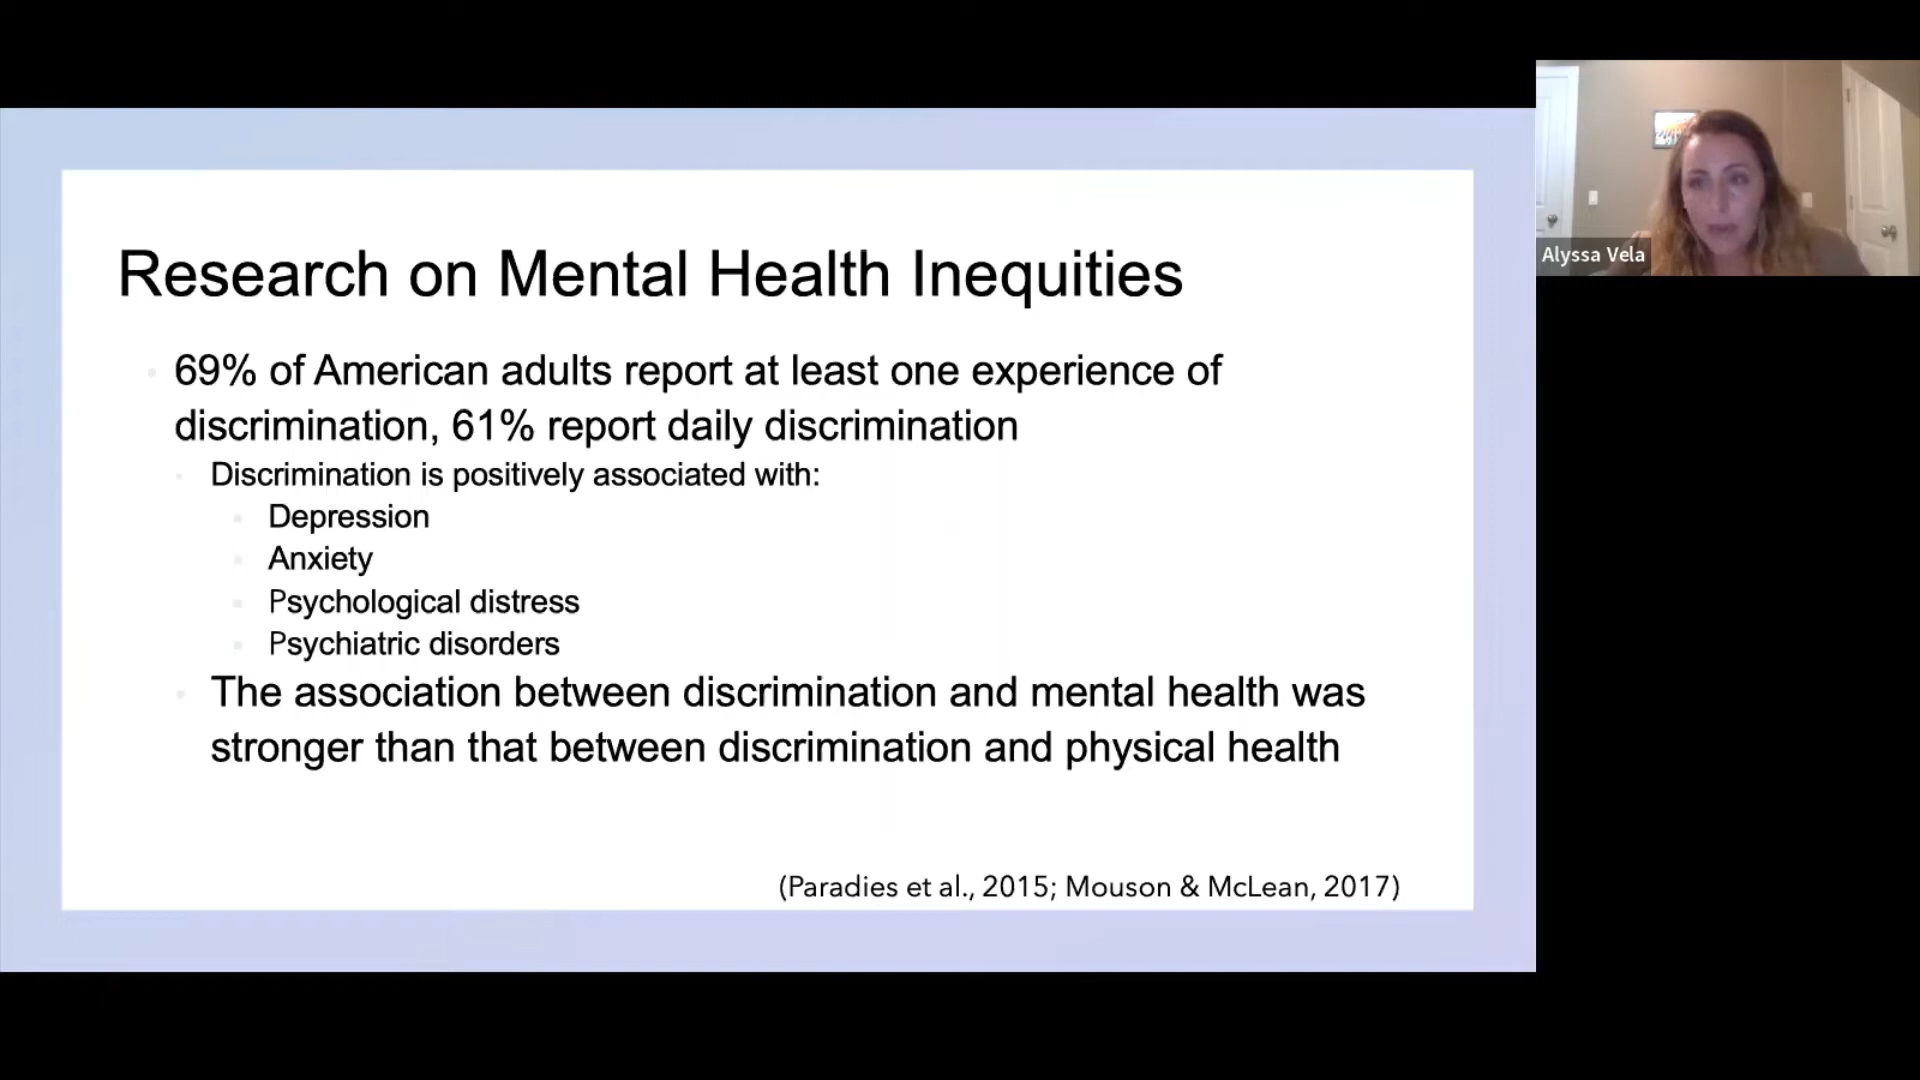 Research on Mental Health Inequities
69% of American adults report at least one experience of
discrimination, 61% report daily discrimination
Discrimination is positively associated with:
Depression
Anxiety
Psychological distress
Psychiatric disorders
The association between discrimination and mental health was
stronger than that between discrimination and physical health
(Paradies et al., 2015; Mouson & McLean, 2017)
Alyssa Vela